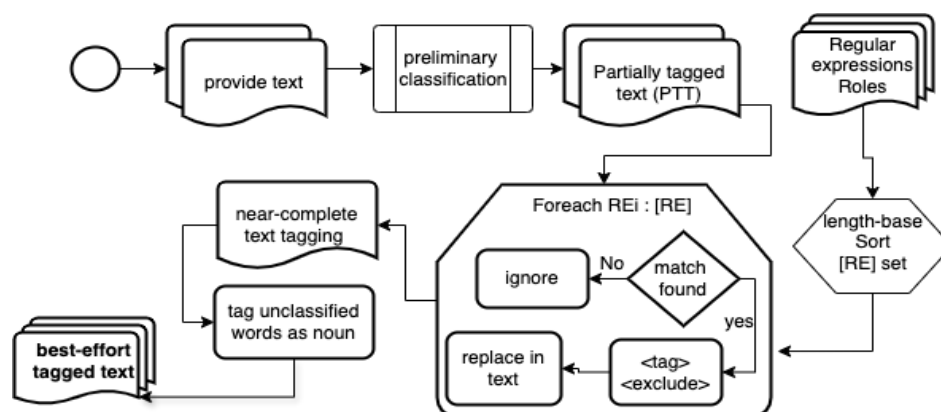 provide text
preliminary
classification
Partially tagged
text (PTT)
Regular
expressions
Roles
Foreach REi : [RE]
near-complete
text tagging
length-base
Sort
[RE] set
ignore
No
match
found
yes
tag unclassified
words as noun
best-effort
tagged text
replace in
text
<tag>
<exclude>